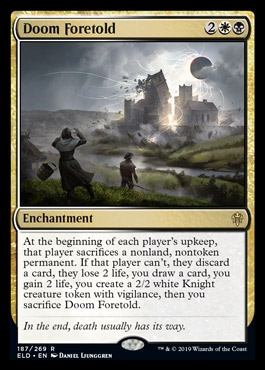 Doom Foretold 2
Enchantment
At the beginning of each player's upkeep,
that player sacrifices a nonland, nontoken
permanent. If that player can't, they discard
a card, they lose 2 life, you draw a card, you
gain 2 life, you create a 2/2 white Knight
creature token with vigilance, then you
sacrifice Doom Foretold.
In the end, death usually has its way.
187/269 R
ELD • EN Daniel Ljunggren
™ & © 2019 Wizards of the Coast